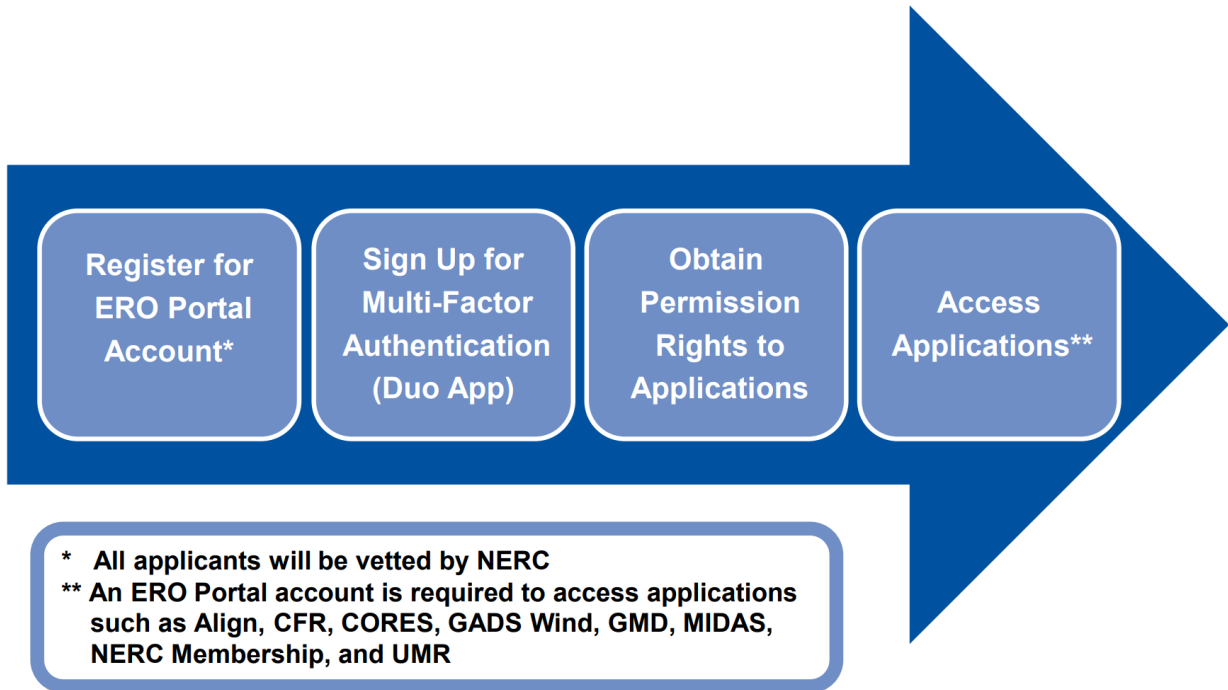 Register for
ERO Portal
Account*
Sign Up for
Multi-Factor
Authentication
(Duo App)
Obtain
Permission
Rights to
Applications
Access
Applications**
* All applicants will be vetted by NERC
** An ERO Portal account is required to access applications
such as Align, CFR, CORES, GADS Wind, GMD, MIDAS,
NERC Membership, and UMR